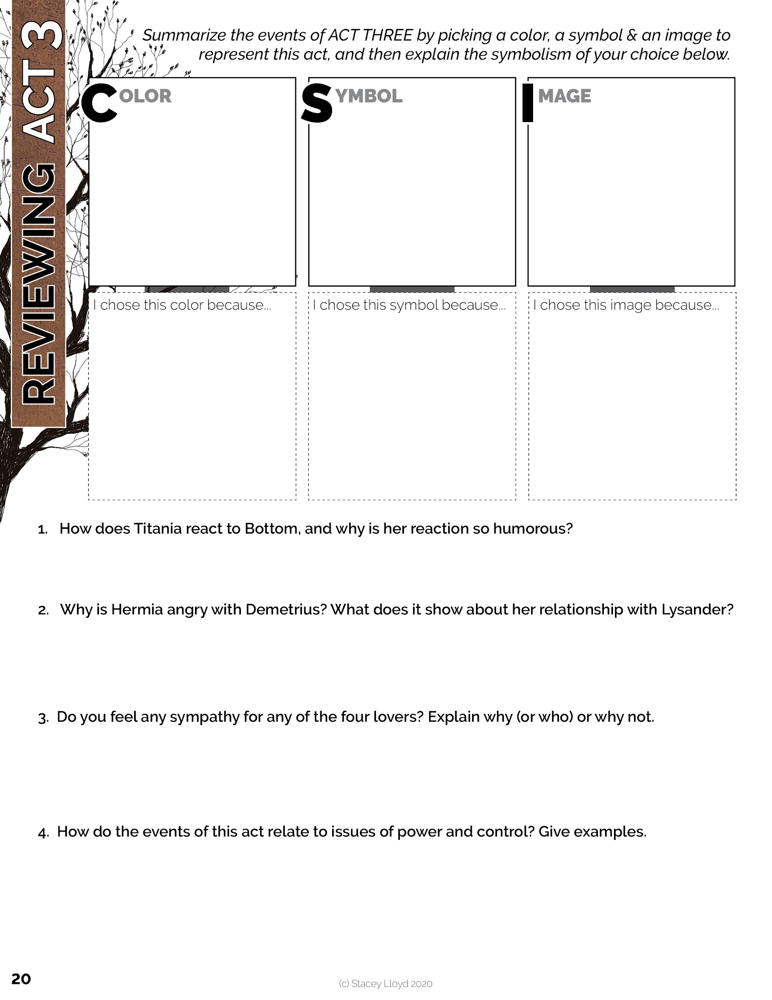 REVIEWING ACT 3
Summarize the events of ACT THREE by picking a color, a symbol & an image to
represent this act, and then explain the symbolism of your choice below.
COLOR
SYMBOL
IMAGE
I chose this color because...
I chose this symbol because...
I chose this image because...
1. How does Titania react to Bottom, and why is her reaction so humorous?
2. Why is Hermia angry with Demetrius? What does it show about her relationship with Lysander?
3. Do you feel any sympathy for any of the four lovers? Explain why (or who) or why not.
4. How do the events of this act relate to issues of power and control? Give examples.
20
(c) Stacey Lloyd 2020